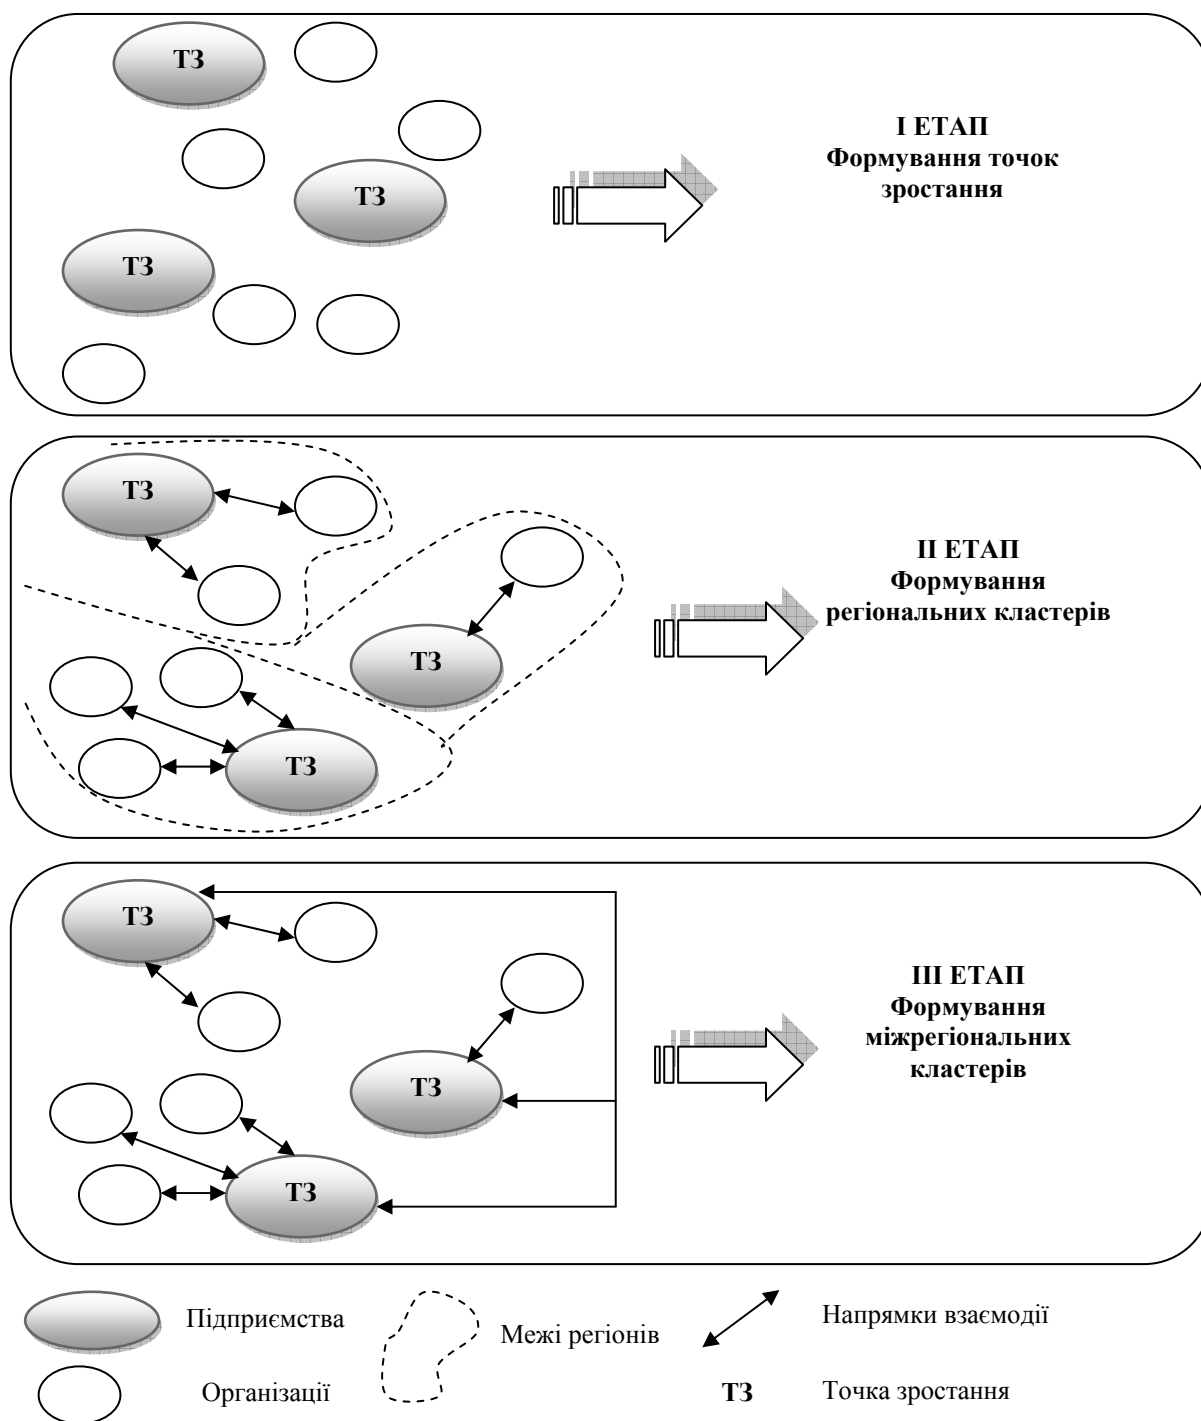 ТЗ
ТЗ
ТЗ
І ЕТАП
Формування точок
зростання
ТЗ
ТЗ
ТЗ
ІІ ЕТАП
Формування
регіональних кластерів
ТЗ
ТЗ
ТЗ
ІІІ ЕТАП
Формування
міжрегіональних
кластерів
Підприємства
Межі регіонів
Напрямки взаємодії
Організації
ТЗ
Точка зростання